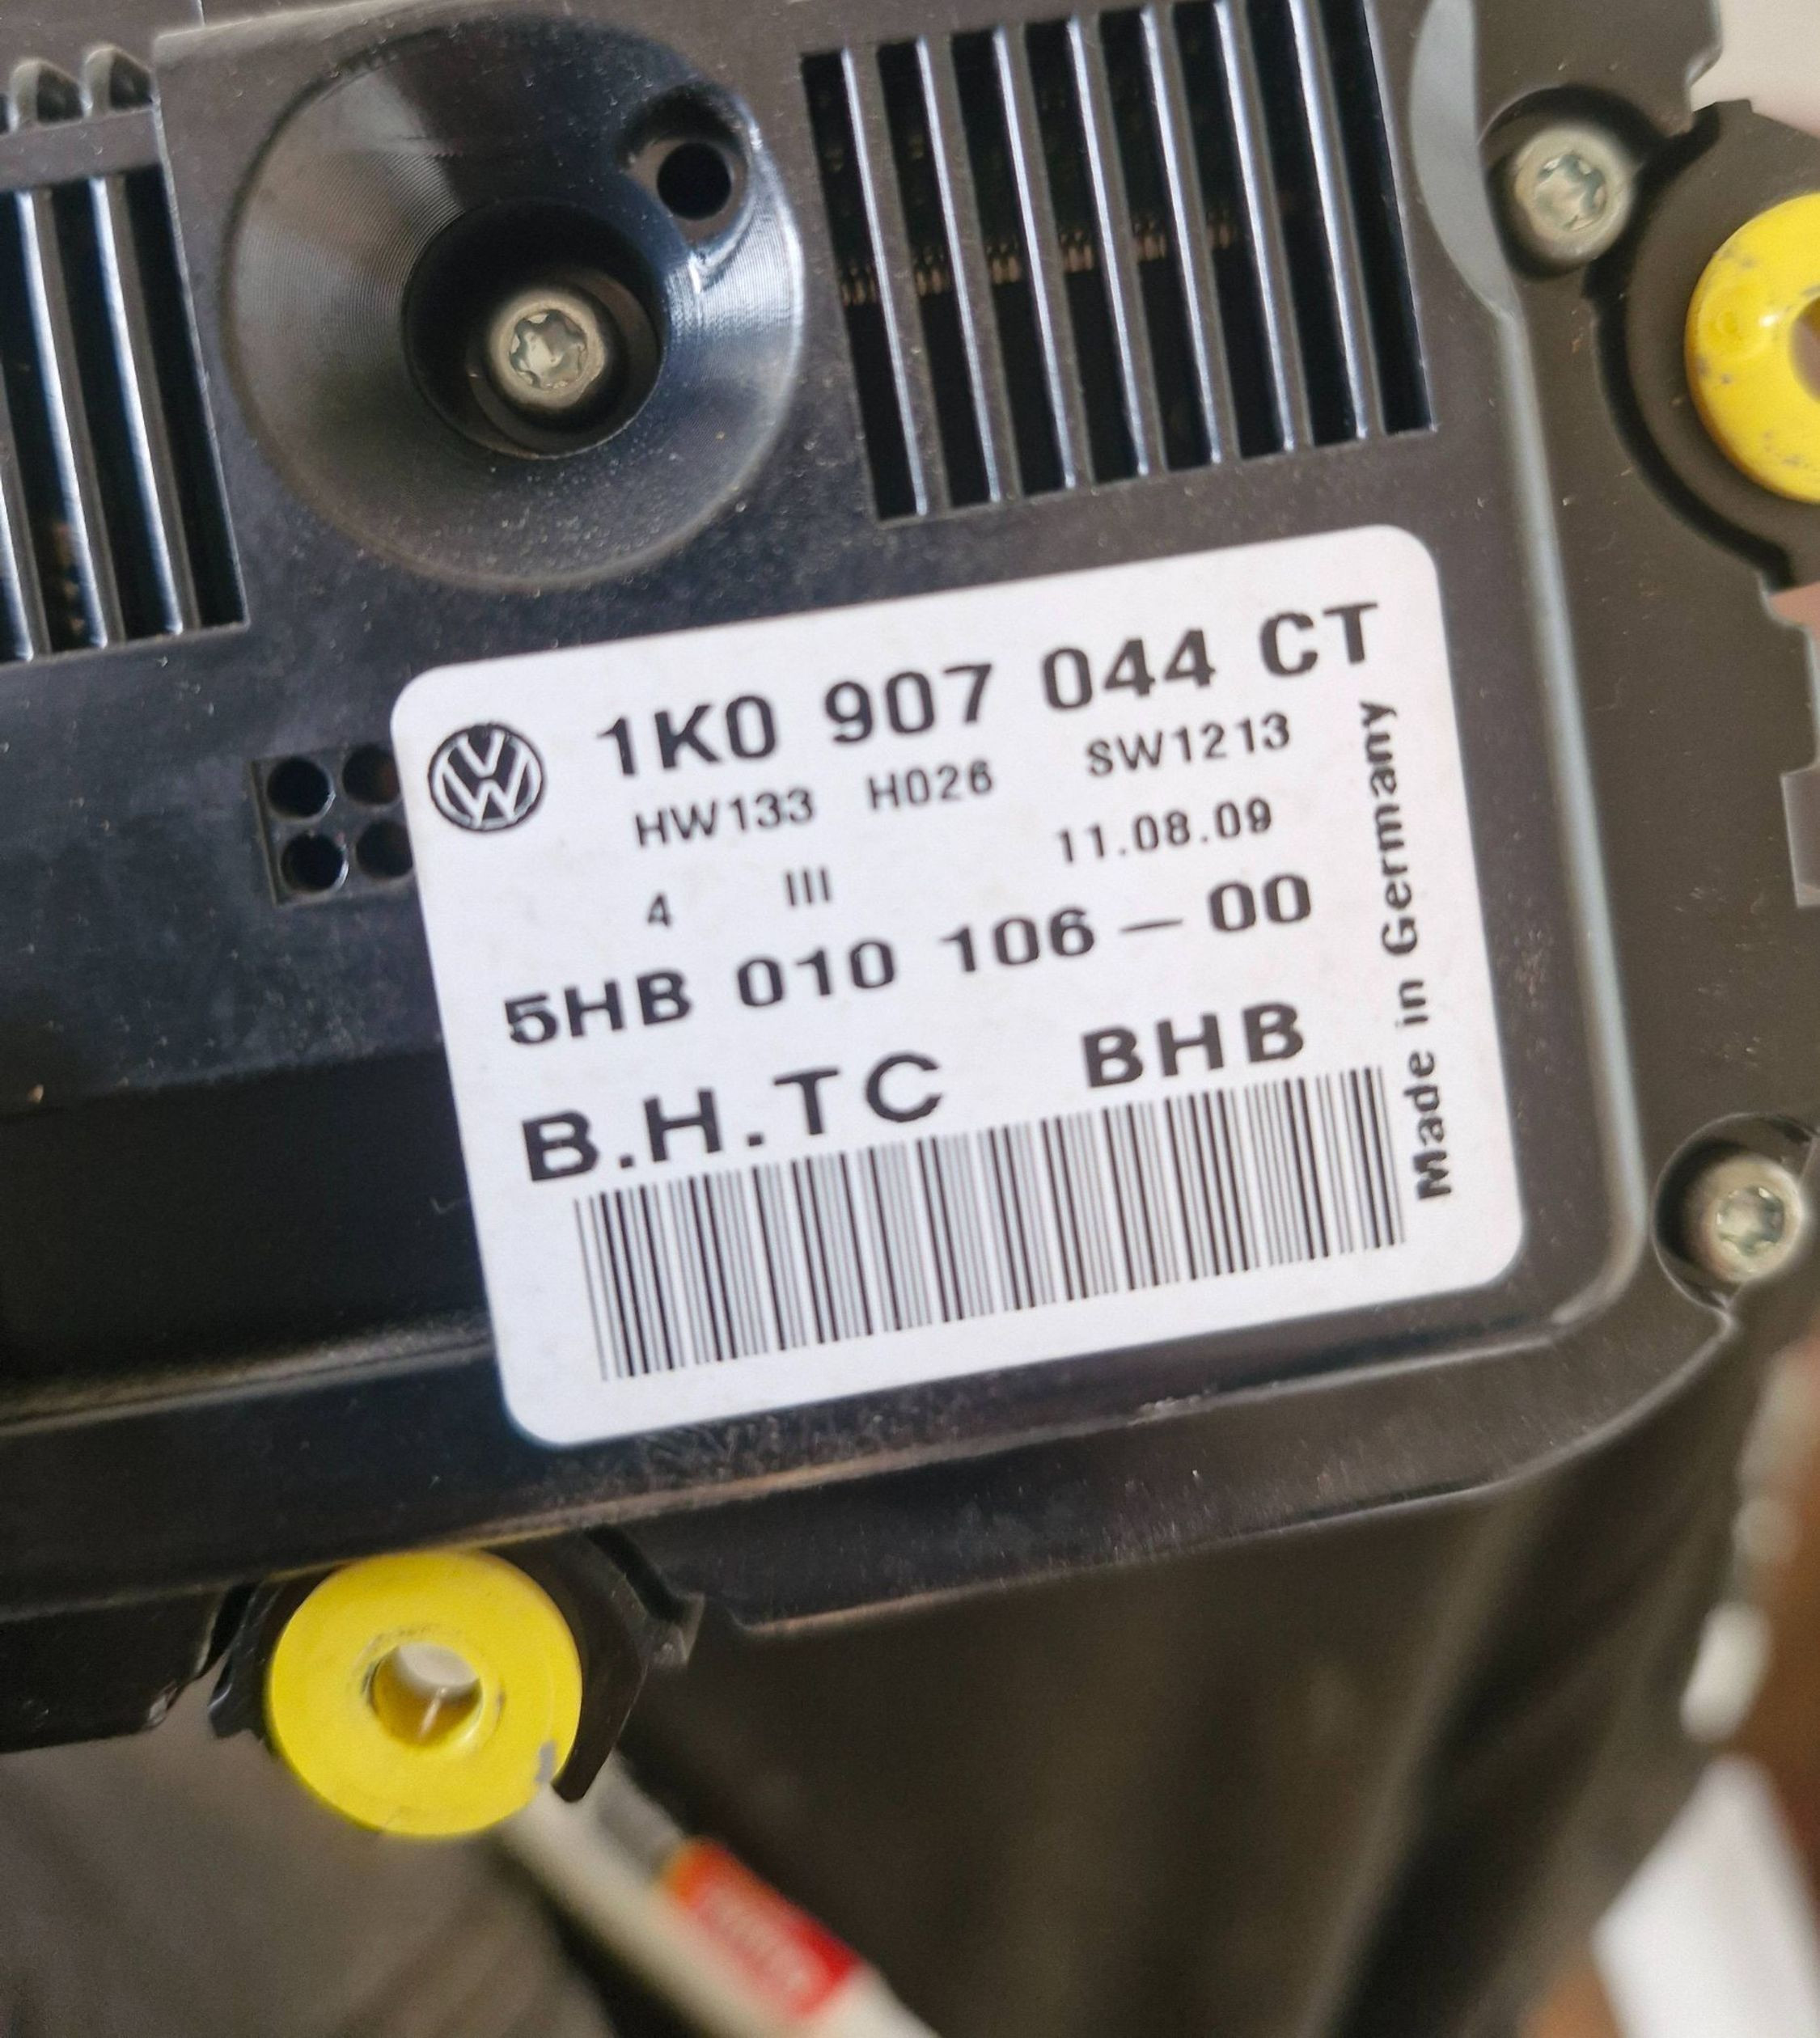 1K0 907 044 CT
HW133 H026 SW1213
4 III 11.08.09
5HB 010 106-00
B.H.TC BHB
Made in Germany